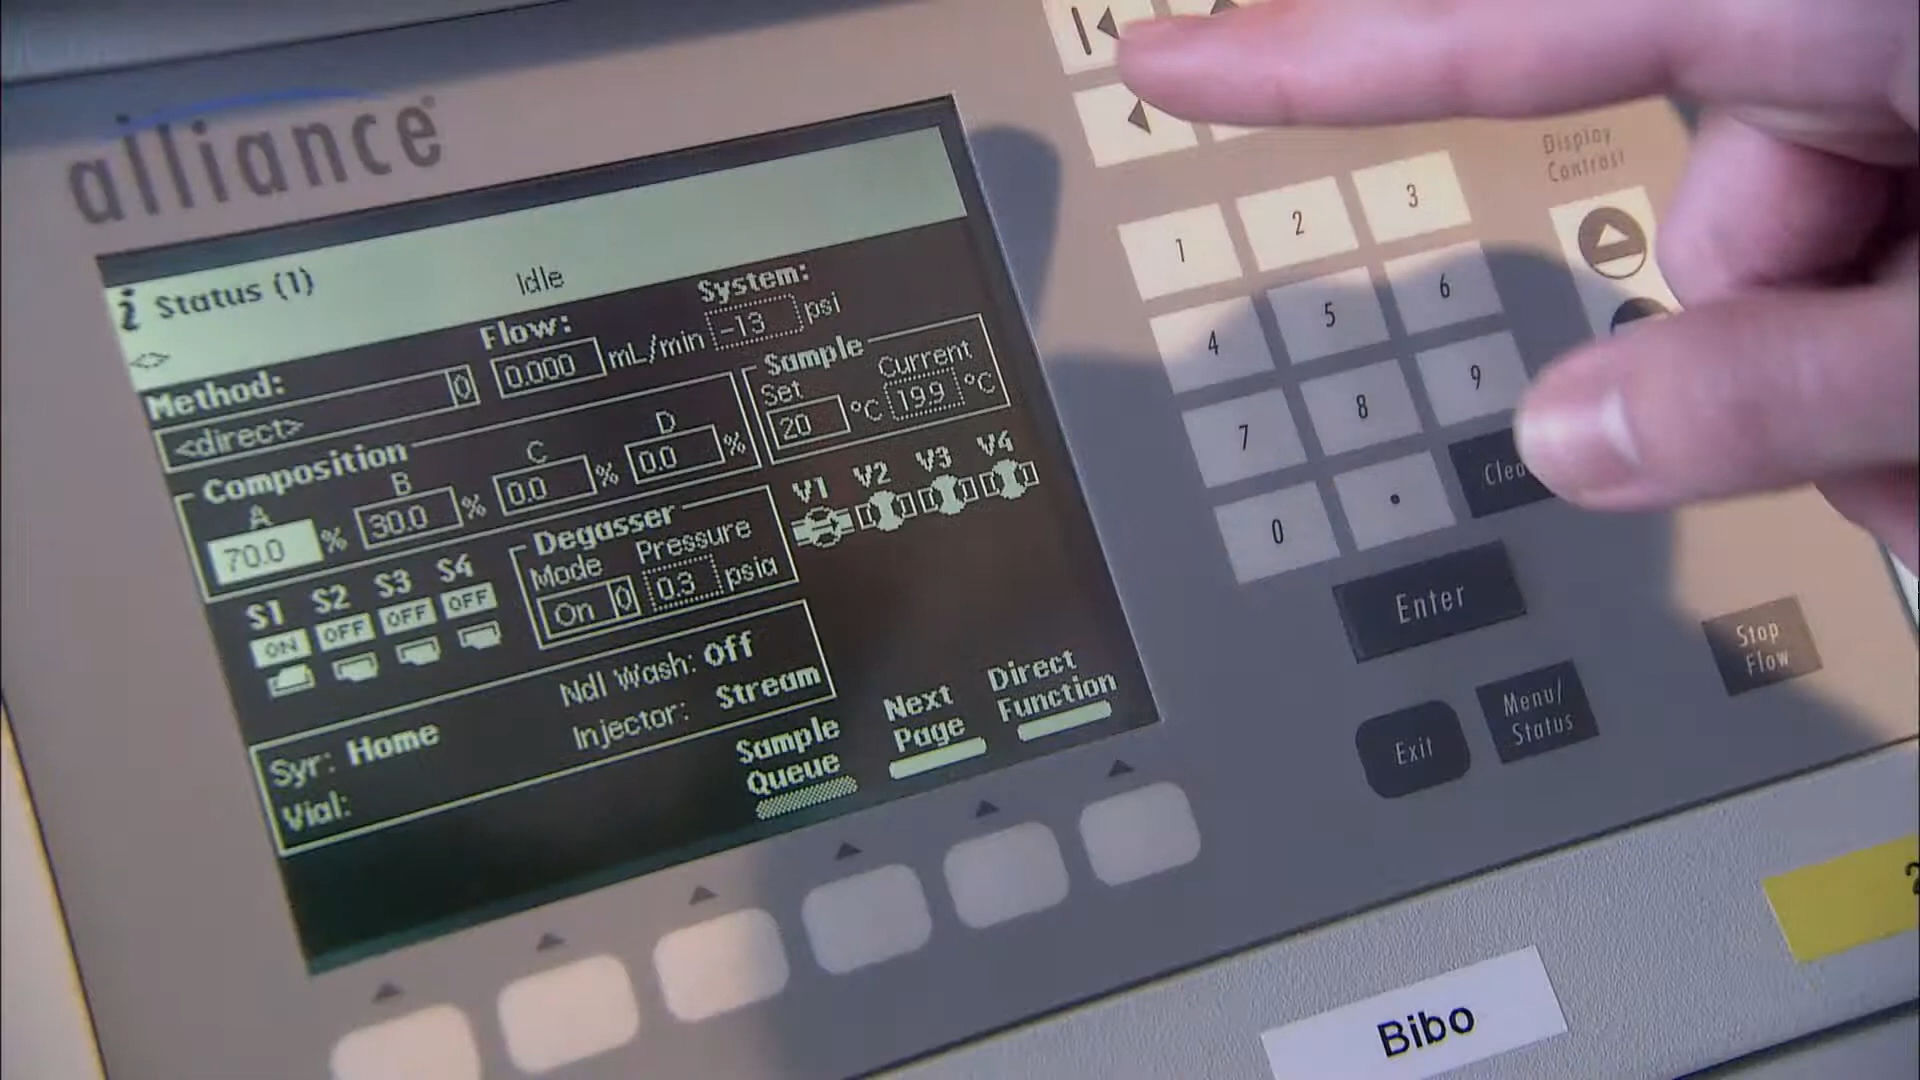 alliance®
i Status (1)
Idle
<>
Method:
<direct>
Flow:
0.000 mL/min
System:
-13 psi
Composition
A
70.0 %
B
30.0 %
C
0.0 %
D
0.0 %
Sample
Set
20 °C
Current
19.9 °C
S1 S2 S3 S4
ON OFF OFF OFF
Degasser
Mode
On
Pressure
0.3 psia
V1 V2 V3 V4
Syr: Home
Ndl Wash: Off
Vial:
Injector: Stream
Sample
Queue
Next
Page
Direct
Function
1 2 3
4 5 6
7 8 9
0 .
Enter
Exit
Menu/
Status
Stop
Flow
Display
Contrast
Bibo